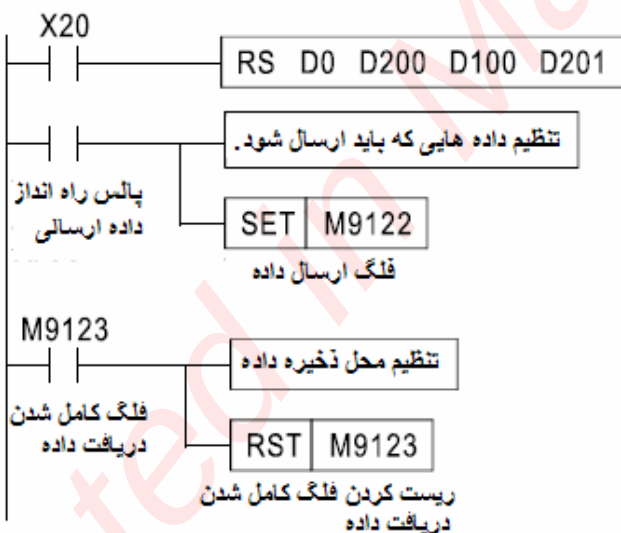 X20
RS D0 D200 D100 D201
تنظیم داده هایی که باید ارسال شود.
پالس راه انداز
داده ارسالی
SET M9122
فلگ ارسال داده
M9123
تنظیم محل ذخیره داده
فلگ کامل شدن
دریافت داده
RST M9123
ریست کردن فلگ کامل شدن
دریافت داده